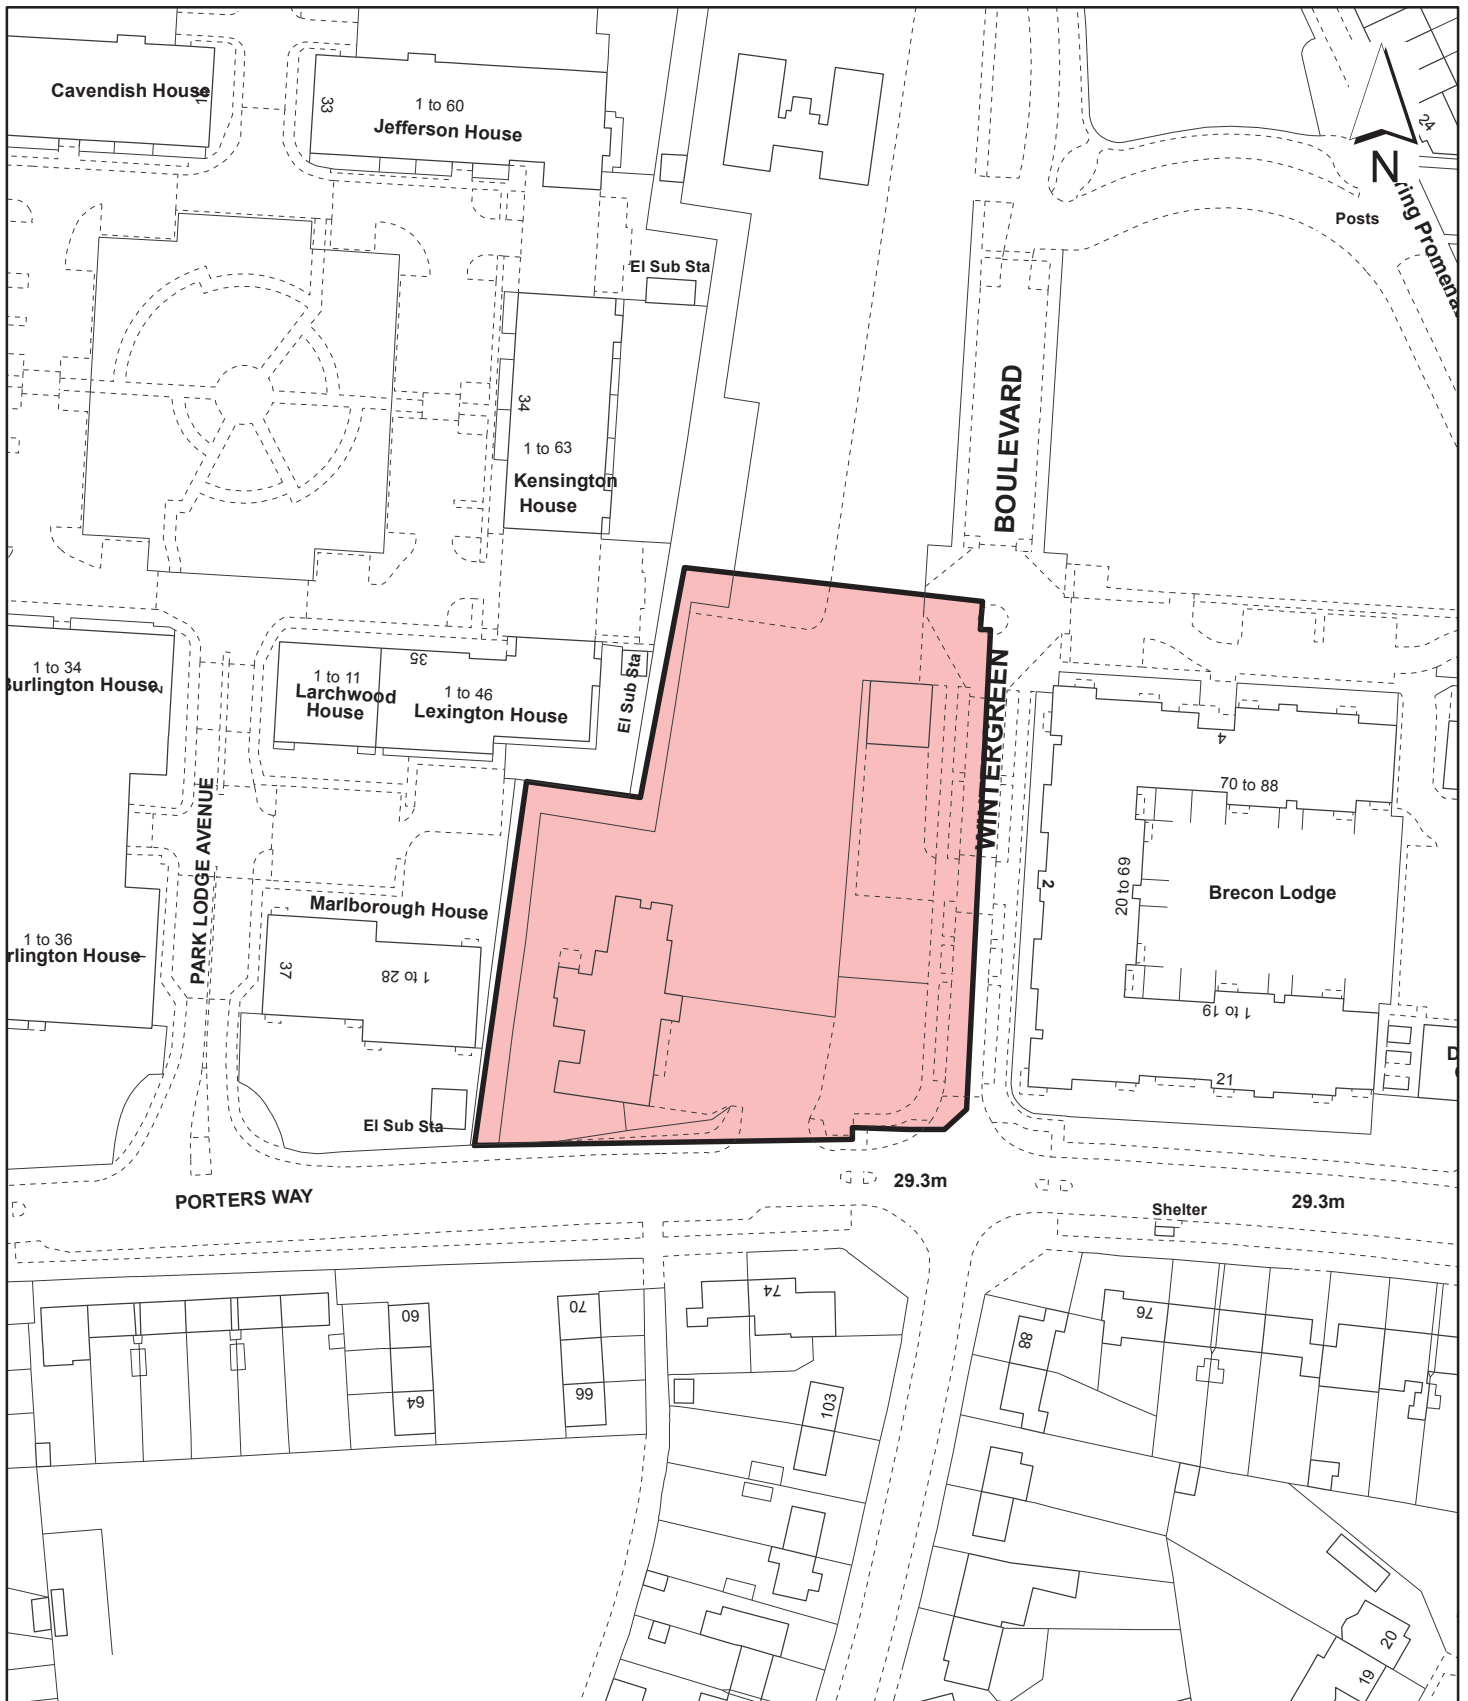 Cavendish House
33
1 to 60
Jefferson House
24
N
Posts
ring Promena
El Sub Sta
34
1 to 63
Kensington
House
BOULEVARD
1 to 34
Burlington House
2
1 to 11
Larchwood
House
35
1 to 46
Lexington House
El Sub Sta
WINTERGREEN
4
70 to 88
PARK LODGE AVENUE
2
20 to 69
Brecon Lodge
Marlborough House
1 to 36
rlington House
37
1 to 28
1 to 19
21
El Sub Sta
PORTERS WAY
29.3m
Shelter
29.3m
60
70
74
76
88
64
66
103
20
19